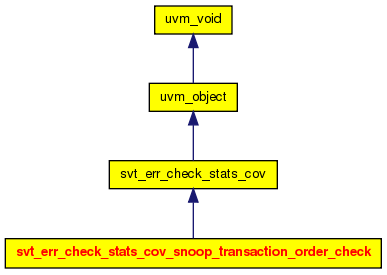 uvm_void
uvm_object
svt_err_check_stats_cov
svt_err_check_stats_cov_snoop_transaction_order_check